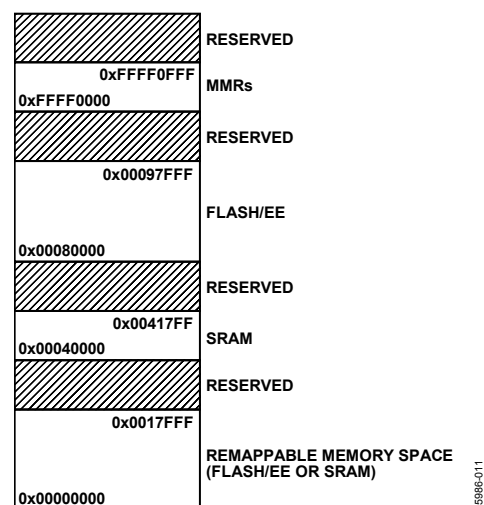 RESERVED
0xFFFF0FFF
MMRs
0xFFFF0000
RESERVED
0x00097FFF
FLASH/EE
0x00080000
RESERVED
0x00417FF
SRAM
0x00040000
RESERVED
0x0017FFF
REMAPPABLE MEMORY SPACE
(FLASH/EE OR SRAM)
0x00000000
5986-011